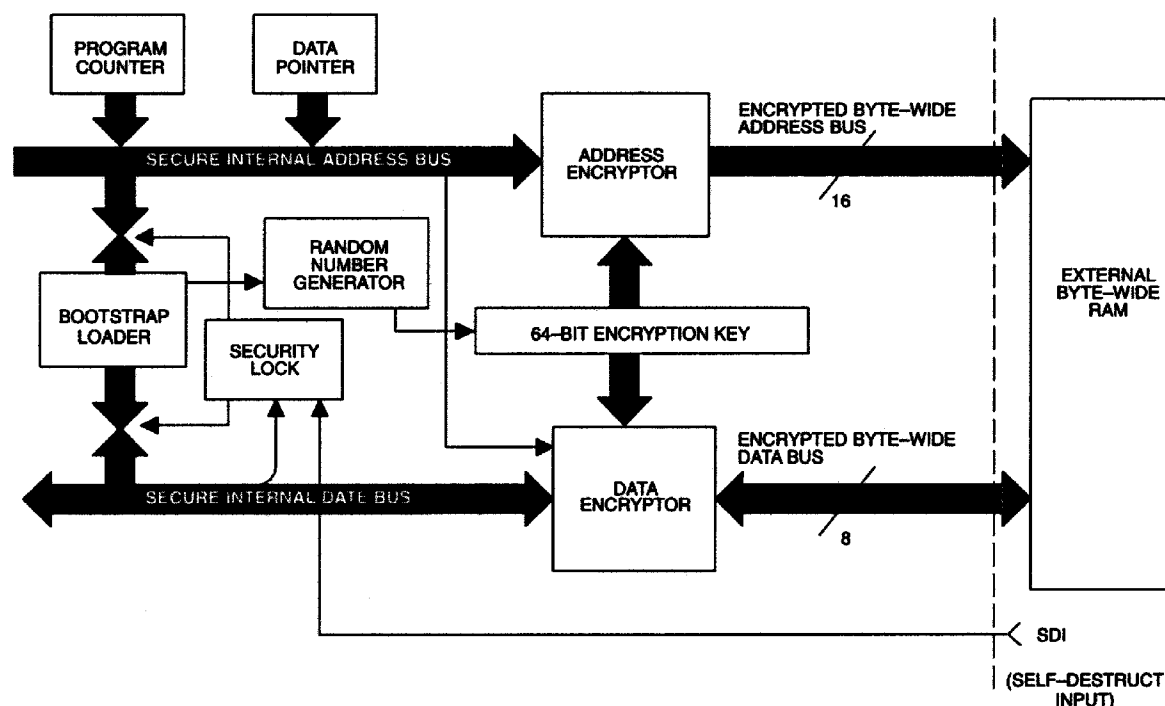 PROGRAM
COUNTER
DATA
POINTER
SECURE INTERNAL ADDRESS BUS
ADDRESS
ENCRYPTOR
ENCRYPTED BYTE–WIDE
ADDRESS BUS
16
EXTERNAL
BYTE–WIDE
RAM
RANDOM
NUMBER
GENERATOR
BOOTSTRAP
LOADER
SECURITY
LOCK
64–BIT ENCRYPTION KEY
SECURE INTERNAL DATE BUS
DATA
ENCRYPTOR
ENCRYPTED BYTE–WIDE
DATA BUS
8
SDI
(SELF–DESTRUCT
INPUT)